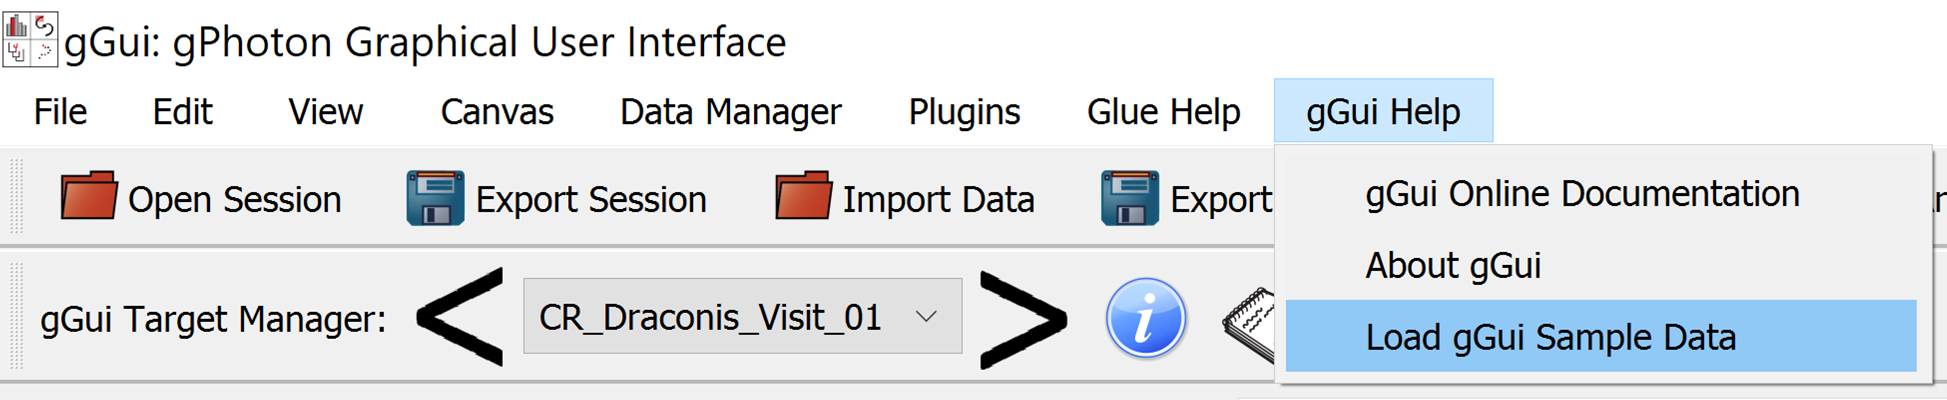 gGui: gPhoton Graphical User Interface
File Edit View Canvas Data Manager Plugins Glue Help gGui Help
Open Session Export Session Import Data Export
gGui Online Documentation
About gGui
gGui Target Manager: < CR_Draconis_Visit_01 >
Load gGui Sample Data